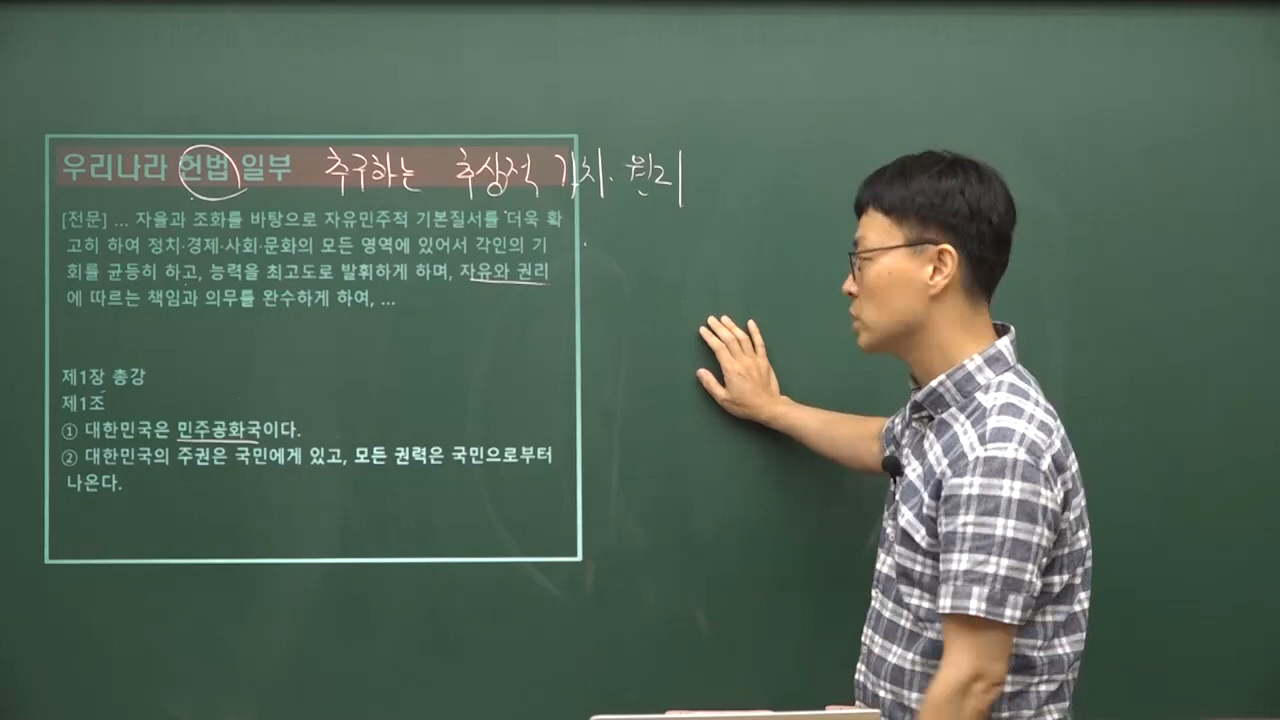 우리나라 헌법 일부 추구하는 추상적 가치·원리
[전문] ... 자율과 조화를 바탕으로 자유민주적 기본질서를 더욱 확
고히 하여 정치·경제·사회·문화의 모든 영역에 있어서 각인의 기
회를 균등히 하고, 능력을 최고도로 발휘하게 하며, 자유와 권리
에 따르는 책임과 의무를 완수하게 하여, ...
제1장 총강
제1조
① 대한민국은 민주공화국이다.
② 대한민국의 주권은 국민에게 있고, 모든 권력은 국민으로부터
나온다.